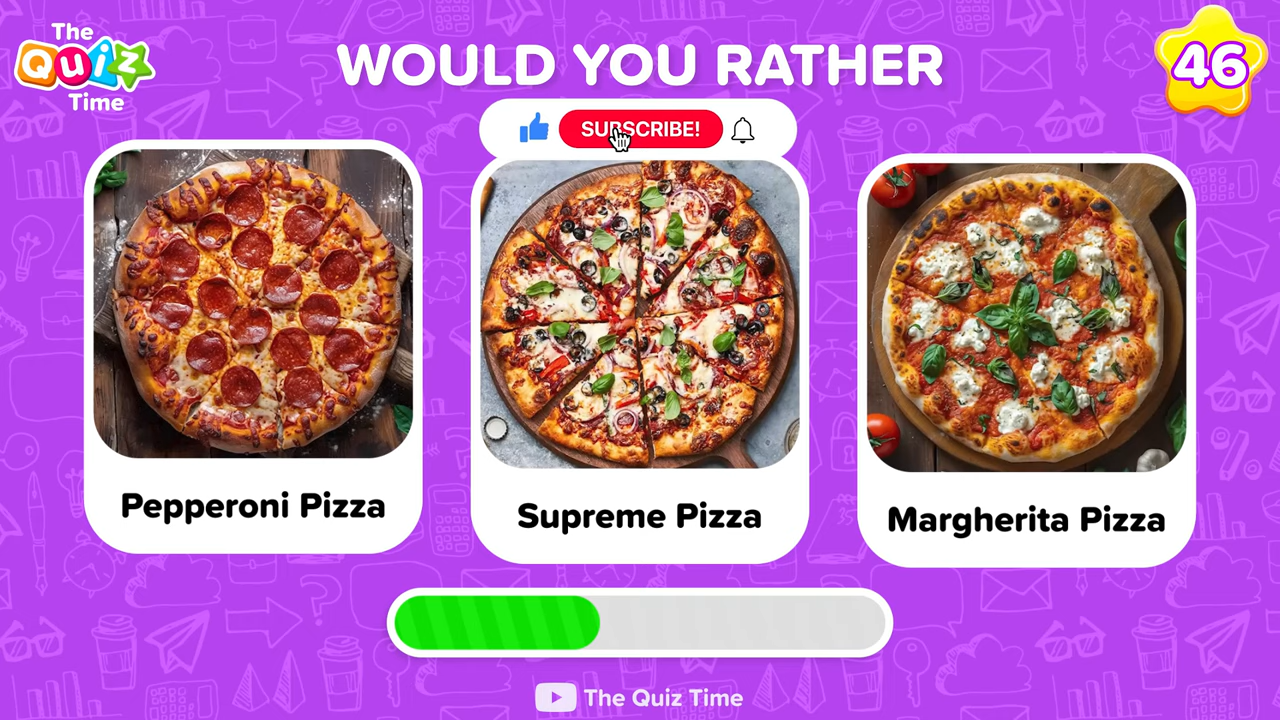 The
Quiz
Time
WOULD YOU RATHER
46
SUBSCRIBE!
Pepperoni Pizza
Supreme Pizza
Margherita Pizza
The Quiz Time